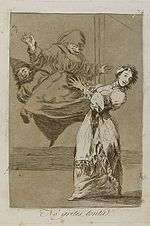 No grites, tonta.